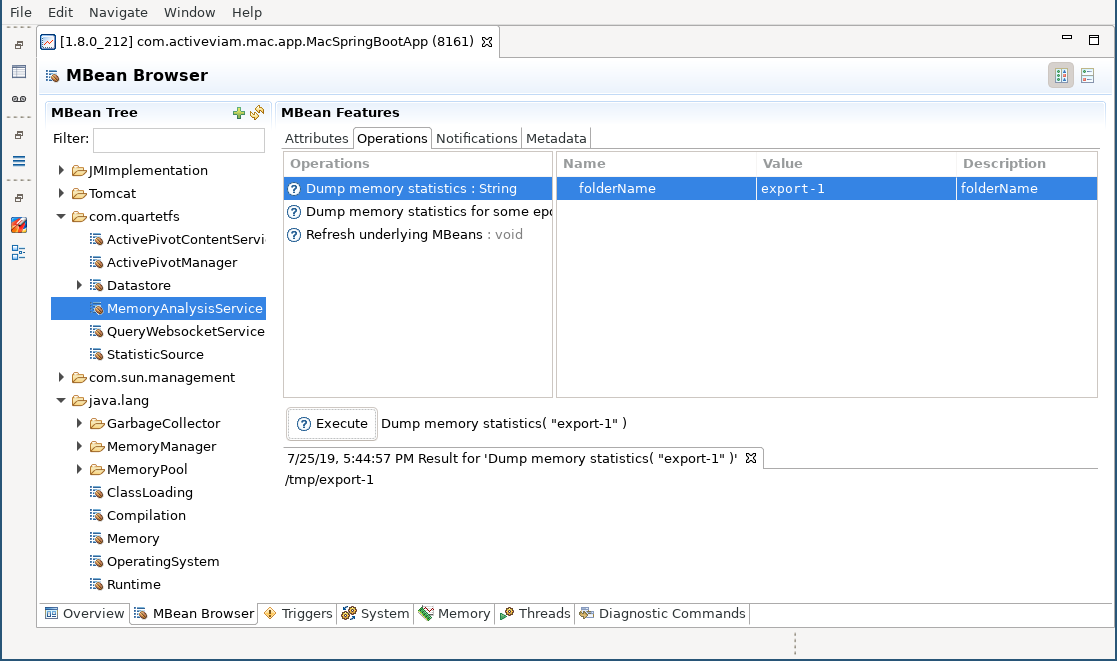 File Edit Navigate Window Help
[1.8.0_212] com.activeviam.mac.app.MacSpringBootApp (8161)
MBean Browser
MBean Tree
Filter:
JMImplementation
Tomcat
com.quartetfs
ActivePivotContentServi
ActivePivotManager
Datastore
MemoryAnalysisService
QueryWebsocketService
StatisticSource
com.sun.management
java.lang
GarbageCollector
MemoryManager
MemoryPool
ClassLoading
Compilation
Memory
OperatingSystem
Runtime
MBean Features
Attributes Operations Notifications Metadata
Operations
Dump memory statistics : String
Dump memory statistics for some epo
Refresh underlying MBeans : void
Name Value Description
folderName export-1 folderName
Execute Dump memory statistics( "export-1" )
7/25/19, 5:44:57 PM Result for 'Dump memory statistics( "export-1" )'
/tmp/export-1
Overview MBean Browser Triggers System Memory Threads Diagnostic Commands